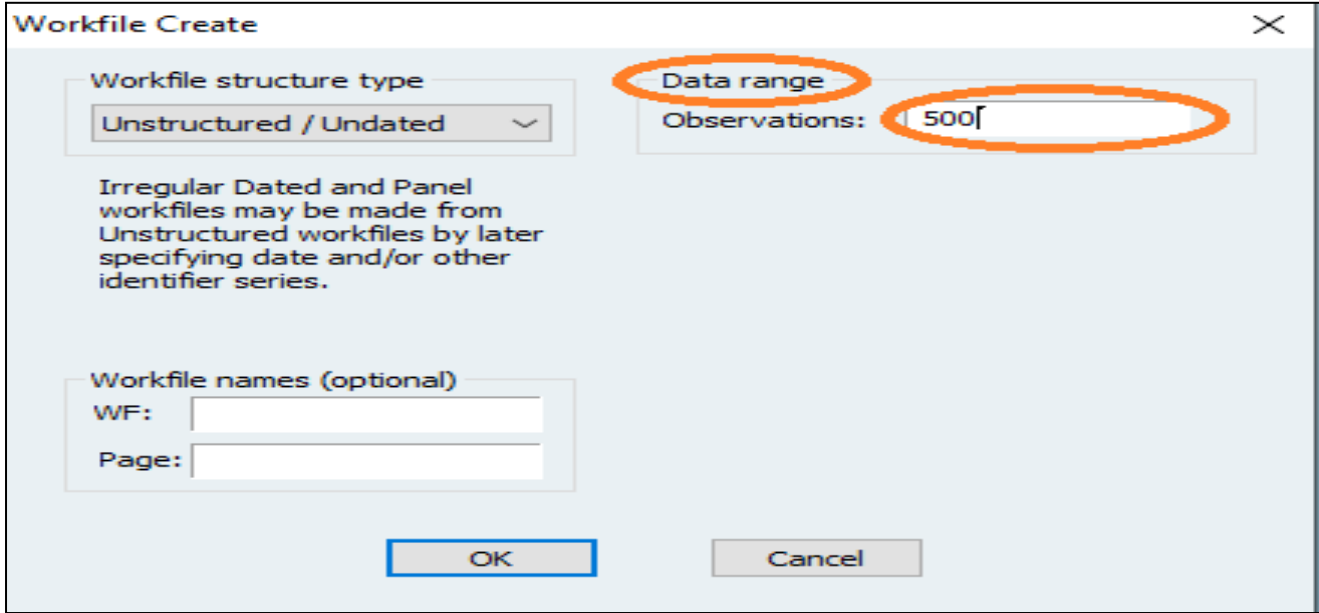 Workfile Create
Workfile structure type
Unstructured / Undated
Irregular Dated and Panel
workfiles may be made from
Unstructured workfiles by later
specifying date and/or other
identifier series.
Data range
Observations: 500
Workfile names (optional)
WF:
Page:
OK
Cancel